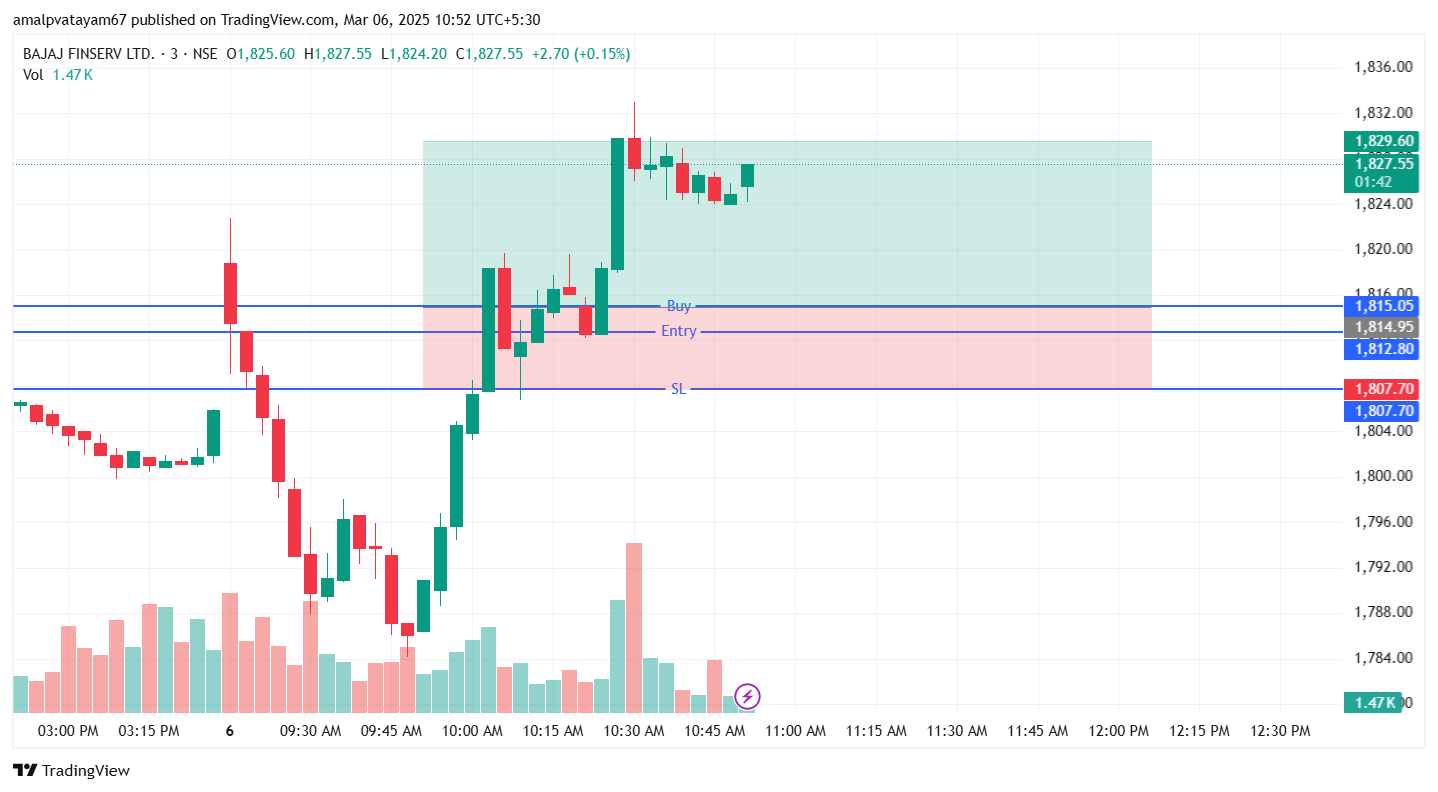 amalpvatayam67 published on TradingView.com, Mar 06, 2025 10:52 UTC+5:30
BAJAJ FINSERV LTD. · 3 · NSE O1,825.60 H1,827.55 L1,824.20 C1,827.55 +2.70 (+0.15%)
Vol 1.47 K
1,836.00
1,832.00
1,829.60
1,827.55
01:42
1,824.00
1,820.00
1,816.00
Buy
1,815.05
1,814.95
Entry
1,812.80
SL
1,807.70
1,807.70
1,804.00
1,800.00
1,796.00
1,792.00
1,788.00
1,784.00
1.47 K
03:00 PM 03:15 PM 6 09:30 AM 09:45 AM 10:00 AM 10:15 AM 10:30 AM 10:45 AM 11:00 AM 11:15 AM 11:30 AM 11:45 AM 12:00 PM 12:15 PM 12:30 PM
TradingView